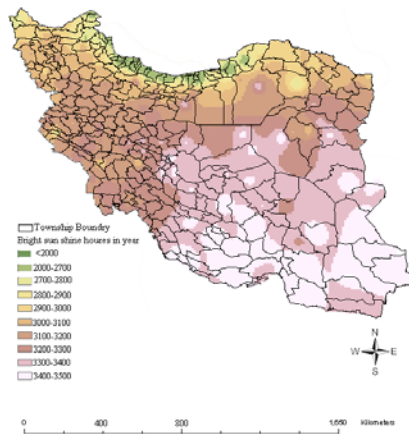 Township Boundry
Bright sun shine houres in year
<2000
2000-2700
2700-2800
2800-2900
2900-3000
3000-3100
3100-3200
3200-3300
3300-3400
3400-3500
N
W E
S
0 400 800 1,600 Kilometers